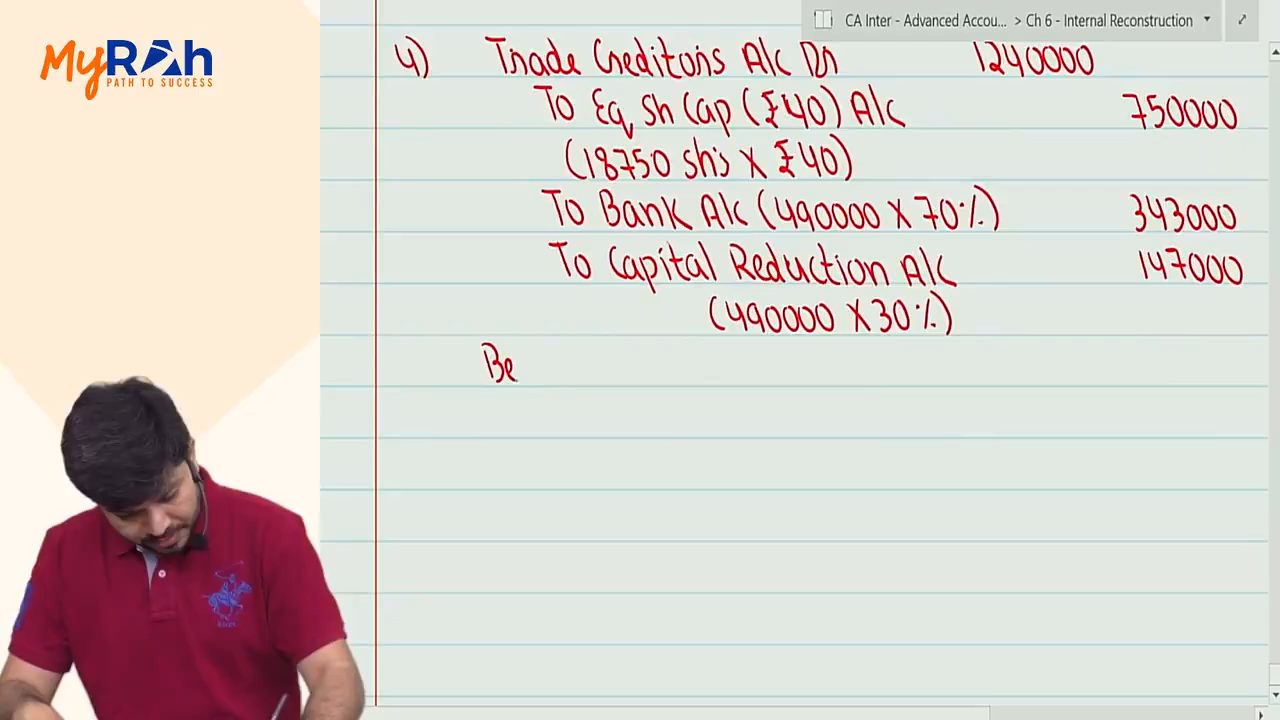 MyRAh
PATH TO SUCCESS
CA Inter - Advanced Accou... > Ch 6 - Internal Reconstruction
4) Trade Creditors A/c Dr 1240000
To Eq Sh Cap (₹40) A/c 750000
(18750 sh's X ₹40)
To Bank A/c (490000 X 70%) 343000
To Capital Reduction A/c 147000
(490000 X 30%)
Be